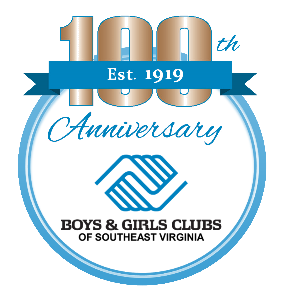 100th
Est. 1919
Anniversary
BOYS & GIRLS CLUBS
OF SOUTHEAST VIRGINIA